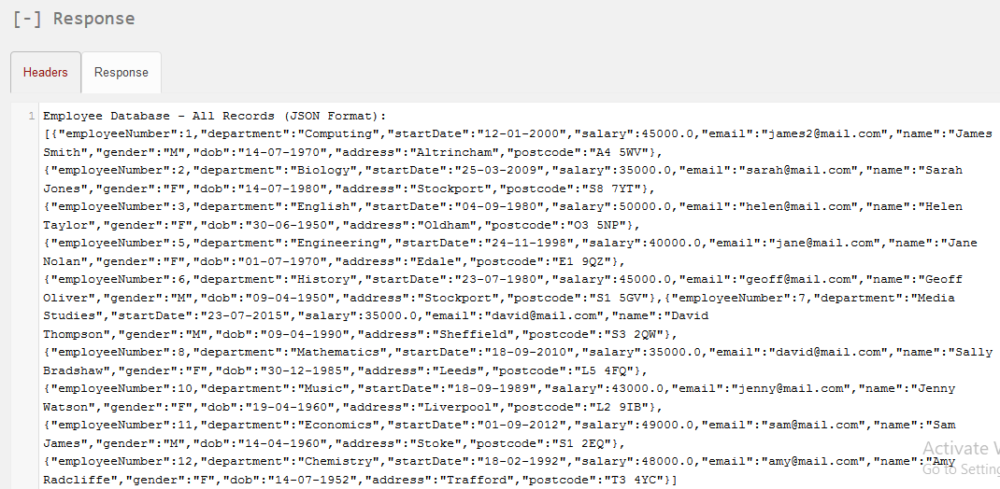 [-] Response
Headers
Response
1 Employee Database - All Records (JSON Format):
[{"employeeNumber":1,"department":"Computing","startDate":"12-01-2000","salary":45000.0,"email":"james2@mail.com","name":"James
Smith","gender":"M","dob":"14-07-1970","address":"Altrincham","postcode":"A4 5WV"},
{"employeeNumber":2,"department":"Biology","startDate":"25-03-2009","salary":35000.0,"email":"sarah@mail.com","name":"Sarah
Jones","gender":"F","dob":"14-07-1980","address":"Stockport","postcode":"S8 7YT"},
{"employeeNumber":3,"department":"English","startDate":"04-09-1980","salary":50000.0,"email":"helen@mail.com","name":"Helen
Taylor","gender":"F","dob":"30-06-1950","address":"Oldham","postcode":"O3 5NP"},
{"employeeNumber":5,"department":"Engineering","startDate":"24-11-1998","salary":40000.0,"email":"jane@mail.com","name":"Jane
Nolan","gender":"F","dob":"01-07-1970","address":"Edale","postcode":"E1 9QZ"},
{"employeeNumber":6,"department":"History","startDate":"23-07-1980","salary":45000.0,"email":"geoff@mail.com","name":"Geoff
Oliver","gender":"M","dob":"09-04-1950","address":"Stockport","postcode":"S1 5GV"},{"employeeNumber":7,"department":"Media
Studies","startDate":"23-07-2015","salary":35000.0,"email":"david@mail.com","name":"David
Thompson","gender":"M","dob":"09-04-1990","address":"Sheffield","postcode":"S3 2QW"},
{"employeeNumber":8,"department":"Mathematics","startDate":"18-09-2010","salary":35000.0,"email":"david@mail.com","name":"Sally
Bradshaw","gender":"F","dob":"30-12-1985","address":"Leeds","postcode":"L5 4FQ"},
{"employeeNumber":10,"department":"Music","startDate":"18-09-1989","salary":43000.0,"email":"jenny@mail.com","name":"Jenny
Watson","gender":"F","dob":"19-04-1960","address":"Liverpool","postcode":"L2 9IB"},
{"employeeNumber":11,"department":"Economics","startDate":"01-09-2012","salary":49000.0,"email":"sam@mail.com","name":"Sam
James","gender":"M","dob":"14-04-1960","address":"Stoke","postcode":"S1 2EQ"},
{"employeeNumber":12,"department":"Chemistry","startDate":"18-02-1992","salary":48000.0,"email":"amy@mail.com","name":"Amy
Radcliffe","gender":"F","dob":"14-07-1952","address":"Trafford","postcode":"T3 4YC"}]
Activate
Go to Setting